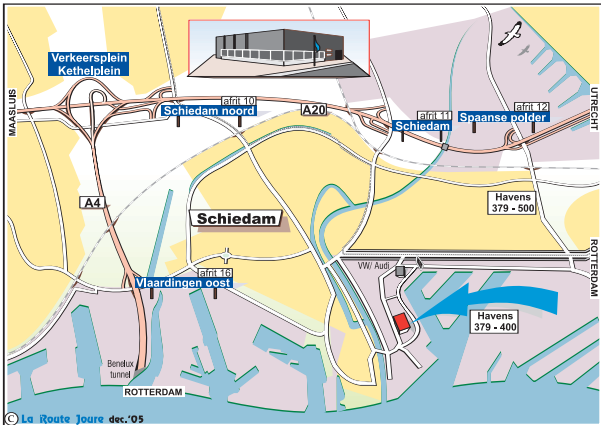 Verkeersplein
Kethelplein
MAASLUIS
afrit 10
Schiedam noord
A20
afrit 11
Schiedam
afrit 12
Spaanse polder
UTRECHT
A4
Schiedam
Havens
379 - 500
ROTTERDAM
VW/ Audi
afrit 16
Vlaardingen oost
Havens
379 - 400
Benelux
tunnel
ROTTERDAM
© La Route Joure dec.'05